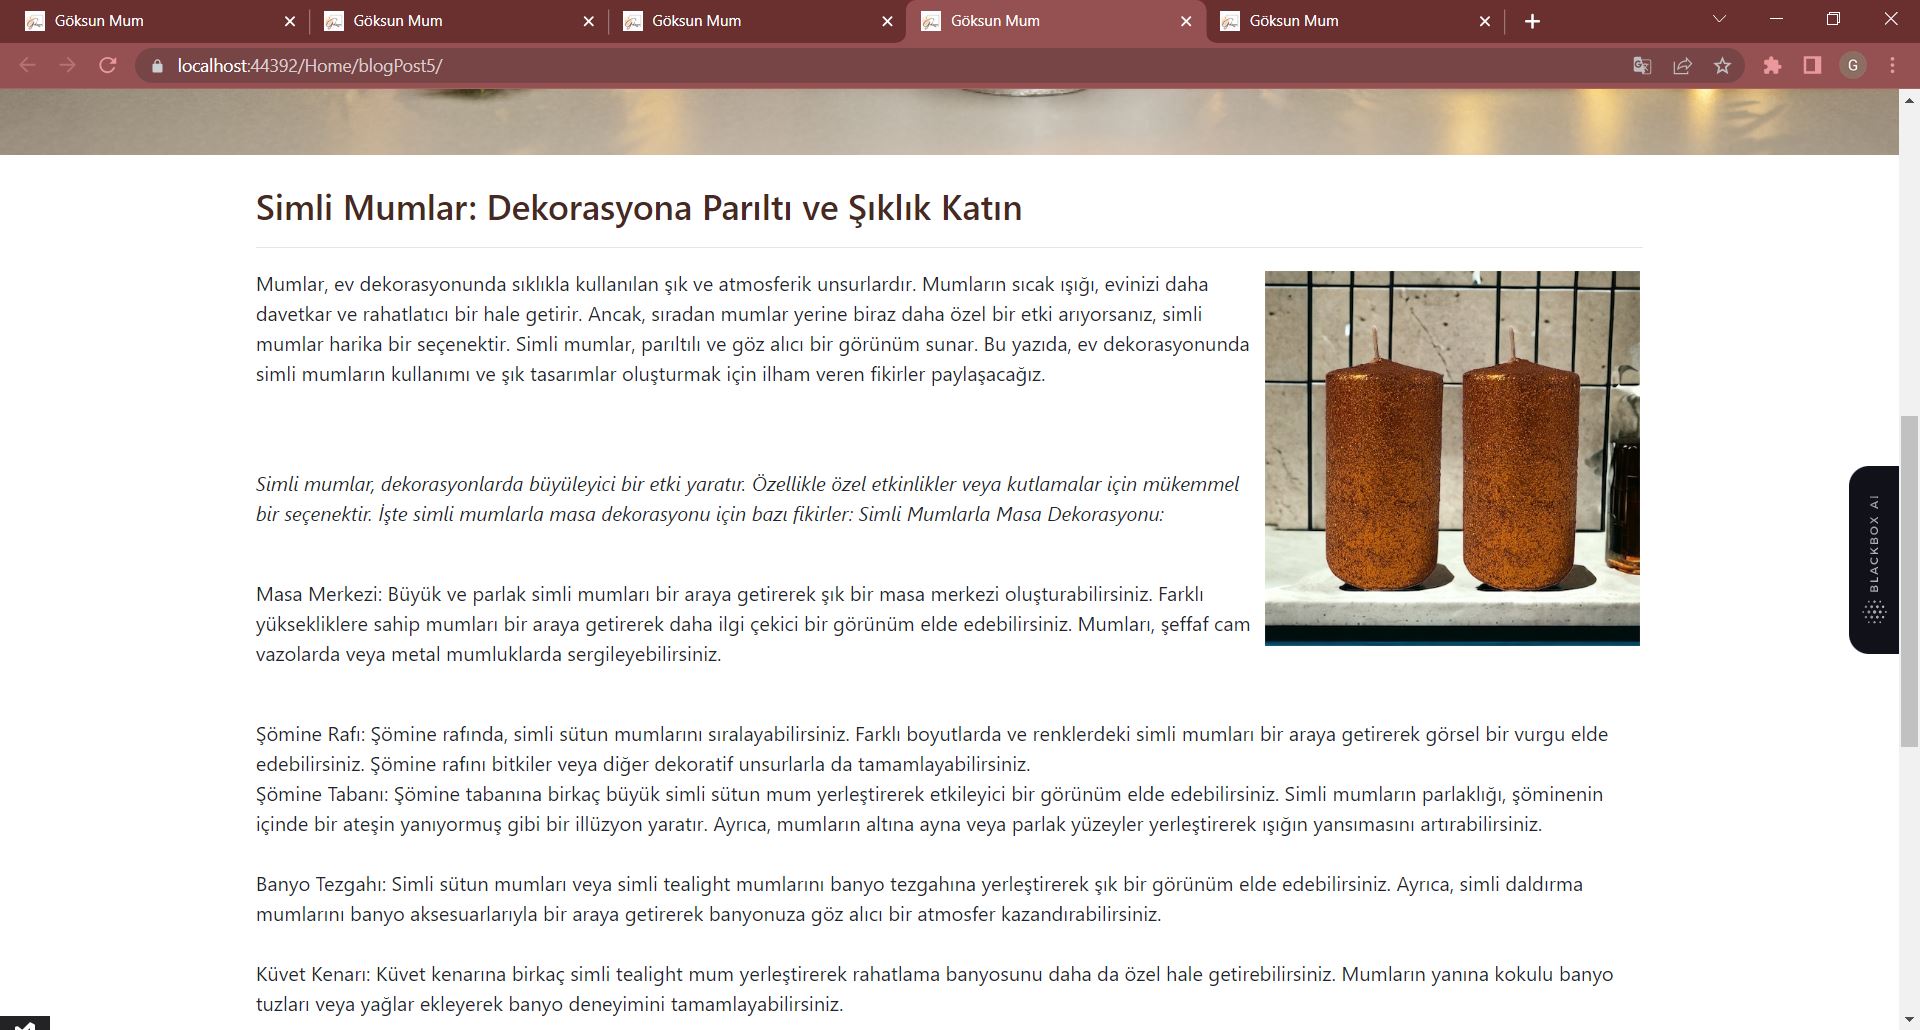 Göksun Mum
Göksun Mum
Göksun Mum
Göksun Mum
Göksun Mum
localhost:44392/Home/blogPost5/
G
Simli Mumlar: Dekorasyona Parıltı ve Şıklık Katın
Mumlar, ev dekorasyonunda sıklıkla kullanılan şık ve atmosferik unsurlardır. Mumların sıcak ışığı, evinizi daha
davetkar ve rahatlatıcı bir hale getirir. Ancak, sıradan mumlar yerine biraz daha özel bir etki arıyorsanız, simli
mumlar harika bir seçenektir. Simli mumlar, parıltılı ve göz alıcı bir görünüm sunar. Bu yazıda, ev dekorasyonunda
simli mumların kullanımı ve şık tasarımlar oluşturmak için ilham veren fikirler paylaşacağız.
Simli mumlar, dekorasyonlarda büyüleyici bir etki yaratır. Özellikle özel etkinlikler veya kutlamalar için mükemmel
bir seçenektir. İşte simli mumlarla masa dekorasyonu için bazı fikirler: Simli Mumlarla Masa Dekorasyonu:
Masa Merkezi: Büyük ve parlak simli mumları bir araya getirerek şık bir masa merkezi oluşturabilirsiniz. Farklı
yüksekliklere sahip mumları bir araya getirerek daha ilgi çekici bir görünüm elde edebilirsiniz. Mumları, şeffaf cam
vazolarda veya metal mumluklarda sergileyebilirsiniz.
BLACKBOX AI
Şömine Rafı: Şömine rafında, simli sütun mumlarını sıralayabilirsiniz. Farklı boyutlarda ve renklerdeki simli mumları bir araya getirerek görsel bir vurgu elde
edebilirsiniz. Şömine rafını bitkiler veya diğer dekoratif unsurlarla da tamamlayabilirsiniz.
Şömine Tabanı: Şömine tabanına birkaç büyük simli sütun mum yerleştirerek etkileyici bir görünüm elde edebilirsiniz. Simli mumların parlaklığı, şöminenin
içinde bir ateşin yanıyormuş gibi bir illüzyon yaratır. Ayrıca, mumların altına ayna veya parlak yüzeyler yerleştirerek ışığın yansımasını artırabilirsiniz.
Banyo Tezgahı: Simli sütun mumları veya simli tealight mumlarını banyo tezgahına yerleştirerek şık bir görünüm elde edebilirsiniz. Ayrıca, simli daldırma
mumlarını banyo aksesuarlarıyla bir araya getirerek banyonuza göz alıcı bir atmosfer kazandırabilirsiniz.
Küvet Kenarı: Küvet kenarına birkaç simli tealight mum yerleştirerek rahatlama banyosunu daha da özel hale getirebilirsiniz. Mumların yanına kokulu banyo
tuzları veya yağlar ekleyerek banyo deneyimini tamamlayabilirsiniz.